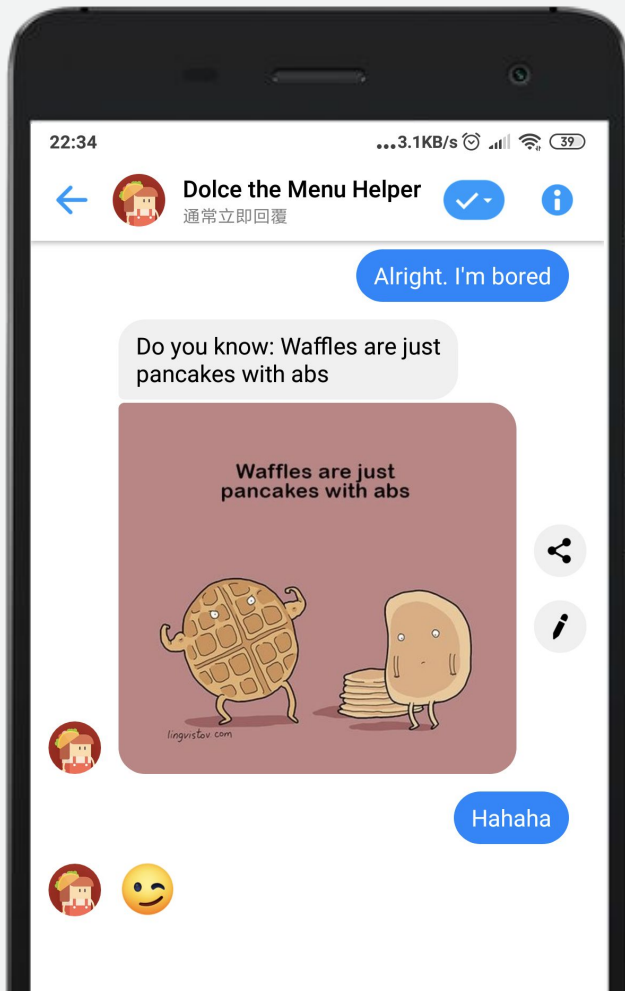 22:34
...3.1KB/s
39
Dolce the Menu Helper
通常立即回覆
Alright. I'm bored
Do you know: Waffles are just
pancakes with abs
Waffles are just
pancakes with abs
lingvistov com
Hahaha